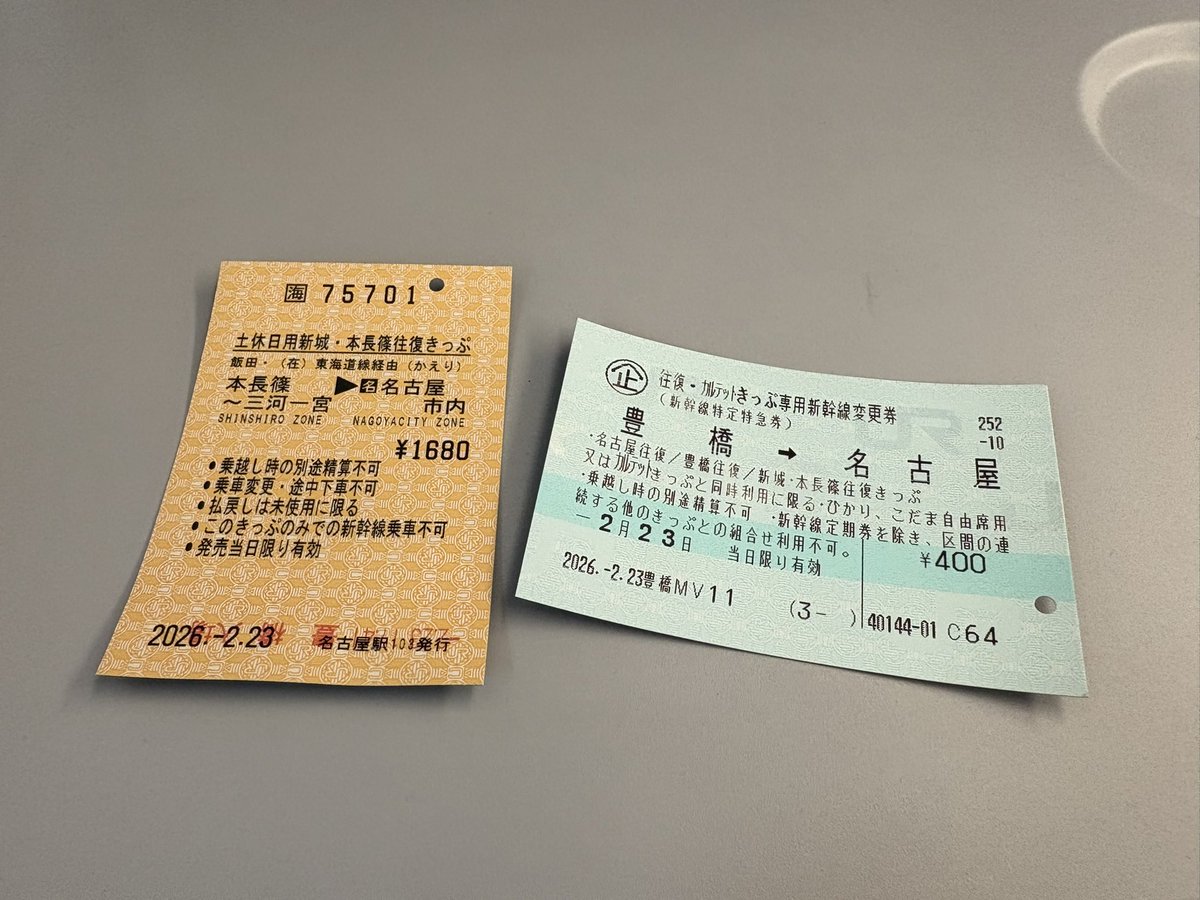 海 75701
土休日用新城・本長篠往復きっぷ
飯田・（在）東海道線経由（かえり）
本長篠 ▶ 名名古屋
～三河一宮 市内
SHINSHIRO ZONE NAGOYACITY ZONE
¥1680
●乗越し時の別途精算不可
●乗車変更・途中下車不可
●払戻しは未使用に限る
●このきっぷのみでの新幹線乗車不可
●発売当日限り有効
2026.-2.23 名古屋駅103発行
企 往復・カルテットきっぷ専用新幹線変更券
（新幹線特定特急券）
252
-10
豊橋 → 名古屋
・名古屋往復／豊橋往復／新城・本長篠往復きっぷ
又はカルテットきっぷと同時利用に限る・ひかり、こだま自由席用
・乗越し時の別途精算不可 ・新幹線定期券を除き、区間の連
続する他のきっぷとの組合せ利用不可。
-2月23日 当日限り有効 ¥400
2026.-2.23豊橋MV11 (3- ) 40144-01 C64